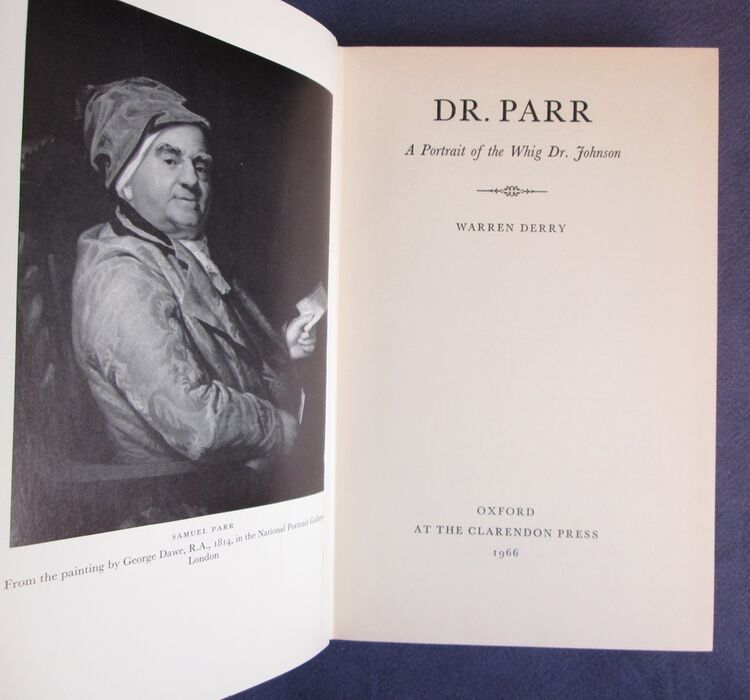 SAMUEL PARR
From the painting by George Dawe, R.A., 1814, in the National Portrait Gallery
London
DR. PARR
A Portrait of the Whig Dr. Johnson
WARREN DERRY
OXFORD
AT THE CLARENDON PRESS
1966